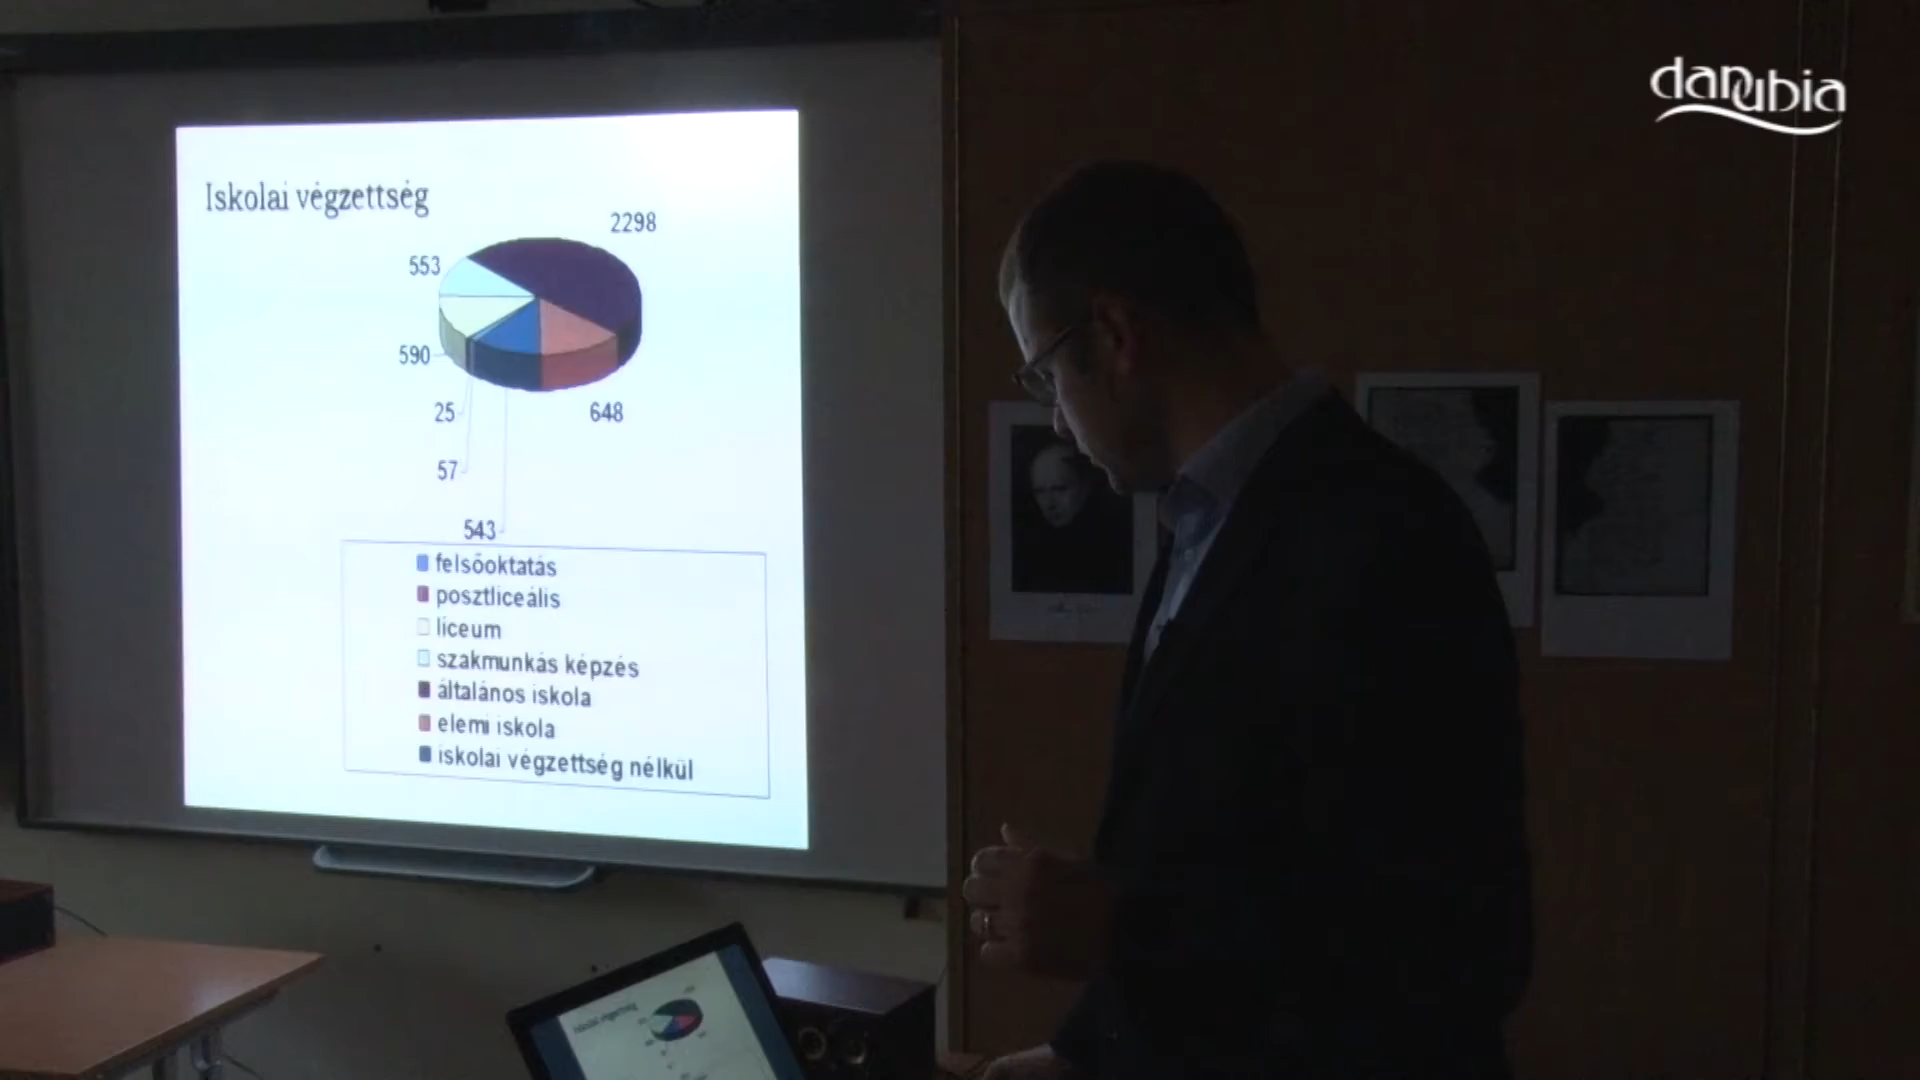 danubia
Iskolai végzettség
2298
553
590
25
648
57
543
felsőoktatás
posztliceális
líceum
szakmunkás képzés
általános iskola
elemi iskola
iskolai végzettség nélkül